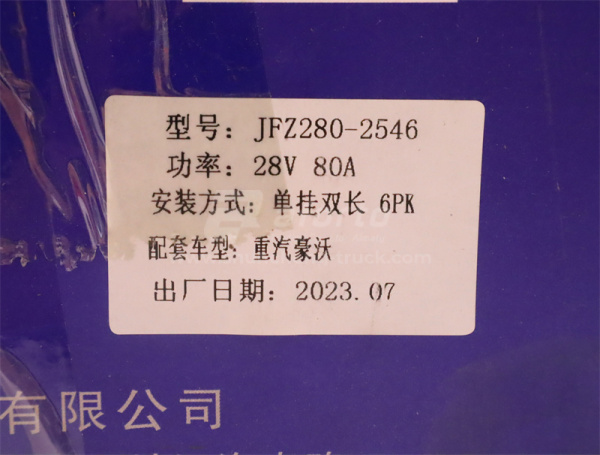 型号: JFZ280-2546
功率: 28V 80A
安装方式: 单挂双长 6PK
配套车型: 重汽豪沃
出厂日期: 2023.07
有限公司